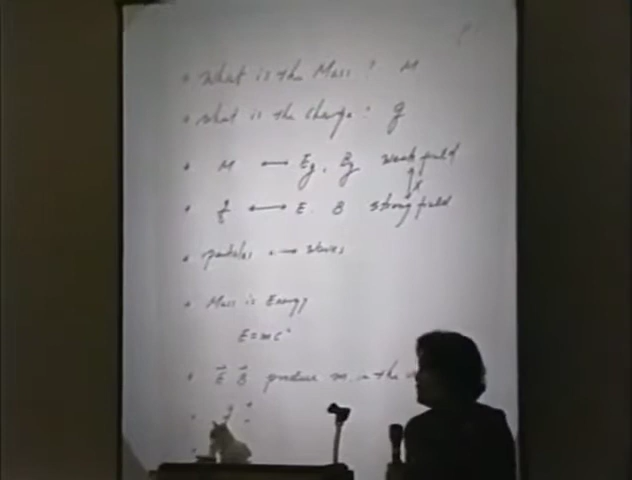 • What is the Mass? M
• what is the charge: q
• M ⟷ Eg, Bg weak field
• q ⟷ E. B strong field
• particles ⟷ waves
• Mass is Energy
E=mc²
• E⃗ B⃗ produce m in the